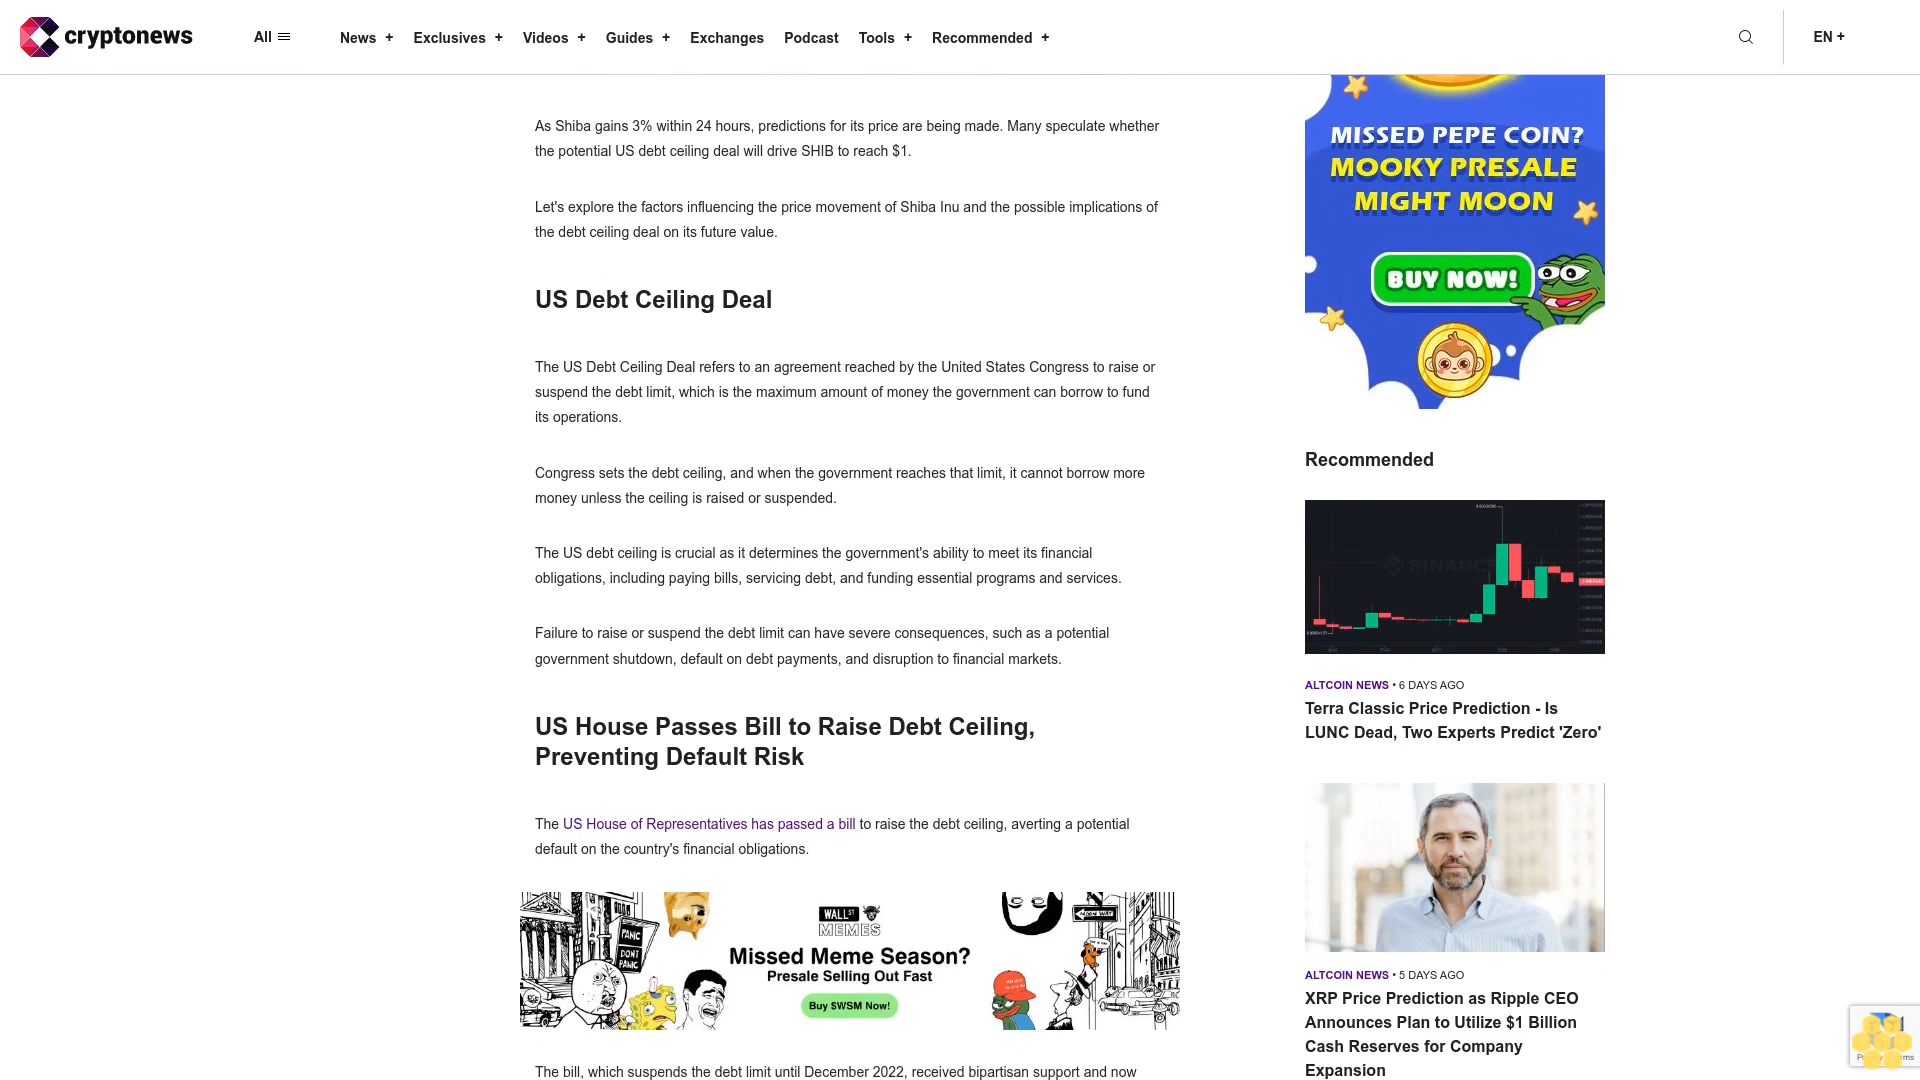 cryptonews
All
News +
Exclusives +
Videos +
Guides +
Exchanges
Podcast
Tools +
Recommended +
EN +
As Shiba gains 3% within 24 hours, predictions for its price are being made. Many speculate whether
the potential US debt ceiling deal will drive SHIB to reach $1.
Let's explore the factors influencing the price movement of Shiba Inu and the possible implications of
the debt ceiling deal on its future value.
US Debt Ceiling Deal
The US Debt Ceiling Deal refers to an agreement reached by the United States Congress to raise or
suspend the debt limit, which is the maximum amount of money the government can borrow to fund
its operations.
Congress sets the debt ceiling, and when the government reaches that limit, it cannot borrow more
money unless the ceiling is raised or suspended.
The US debt ceiling is crucial as it determines the government's ability to meet its financial
obligations, including paying bills, servicing debt, and funding essential programs and services.
Failure to raise or suspend the debt limit can have severe consequences, such as a potential
government shutdown, default on debt payments, and disruption to financial markets.
US House Passes Bill to Raise Debt Ceiling,
Preventing Default Risk
The US House of Representatives has passed a bill to raise the debt ceiling, averting a potential
default on the country's financial obligations.
PANIC
DONT
PANIC
WALL ST
MEMES
Missed Meme Season?
Presale Selling Out Fast
Buy $WSM Now!
The bill, which suspends the debt limit until December 2022, received bipartisan support and now
MISSED PEPE COIN?
MOOKY PRESALE
MIGHT MOON
BUY NOW!
Recommended
BINANCE
ALTCOIN NEWS • 6 DAYS AGO
Terra Classic Price Prediction - Is
LUNC Dead, Two Experts Predict 'Zero'
ALTCOIN NEWS • 5 DAYS AGO
XRP Price Prediction as Ripple CEO
Announces Plan to Utilize $1 Billion
Cash Reserves for Company
Expansion